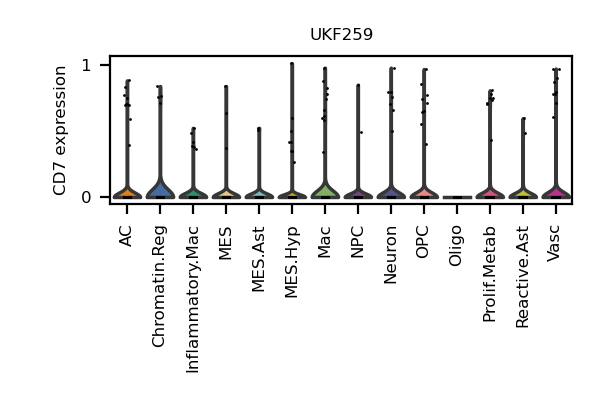 UKF259
CD7 expression
1
0
AC
Chromatin.Reg
Inflammatory.Mac
MES
MES.Ast
MES.Hyp
Mac
NPC
Neuron
OPC
Oligo
Prolif.Metab
Reactive.Ast
Vasc